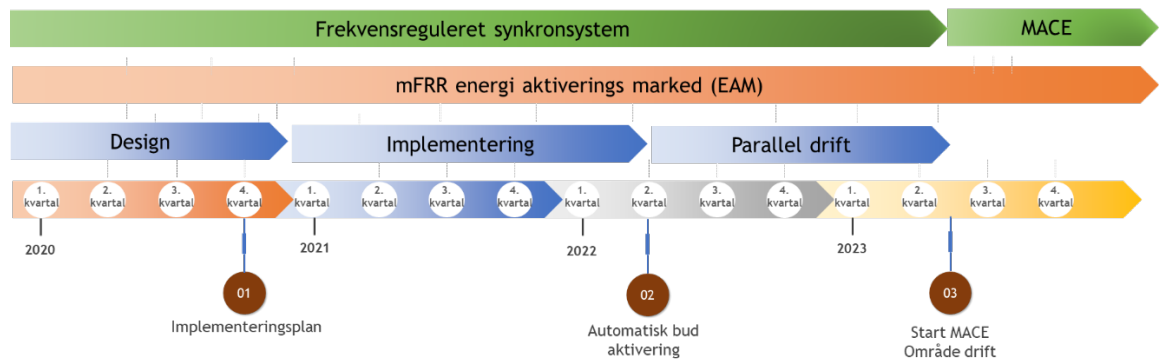 Frekvensreguleret synkronsystem
MACE
mFRR energi aktiverings marked (EAM)
Design
Implementering
Parallel drift
1. kvartal
2. kvartal
3. kvartal
4. kvartal
1. kvartal
2. kvartal
3. kvartal
4. kvartal
1. kvartal
2. kvartal
3. kvartal
4. kvartal
1. kvartal
2. kvartal
3. kvartal
4. kvartal
2020
2021
2022
2023
01
Implementeringsplan
02
Automatisk bud
aktivering
03
Start MACE
Område drift